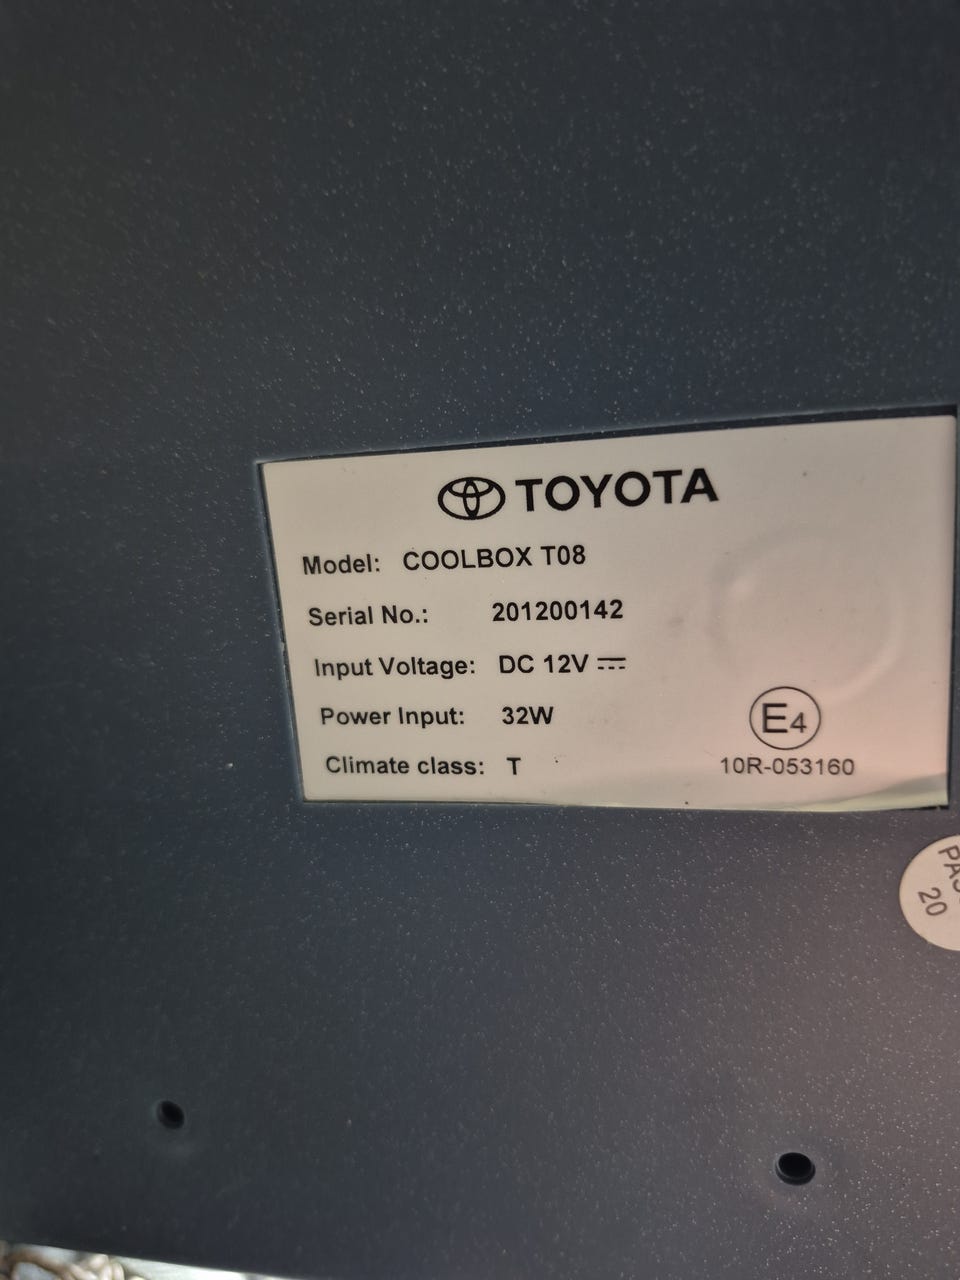 TOYOTA
Model: COOLBOX T08
Serial No.: 201200142
Input Voltage: DC 12V
Power Input: 32W
Climate class: T
E4
10R-053160
20